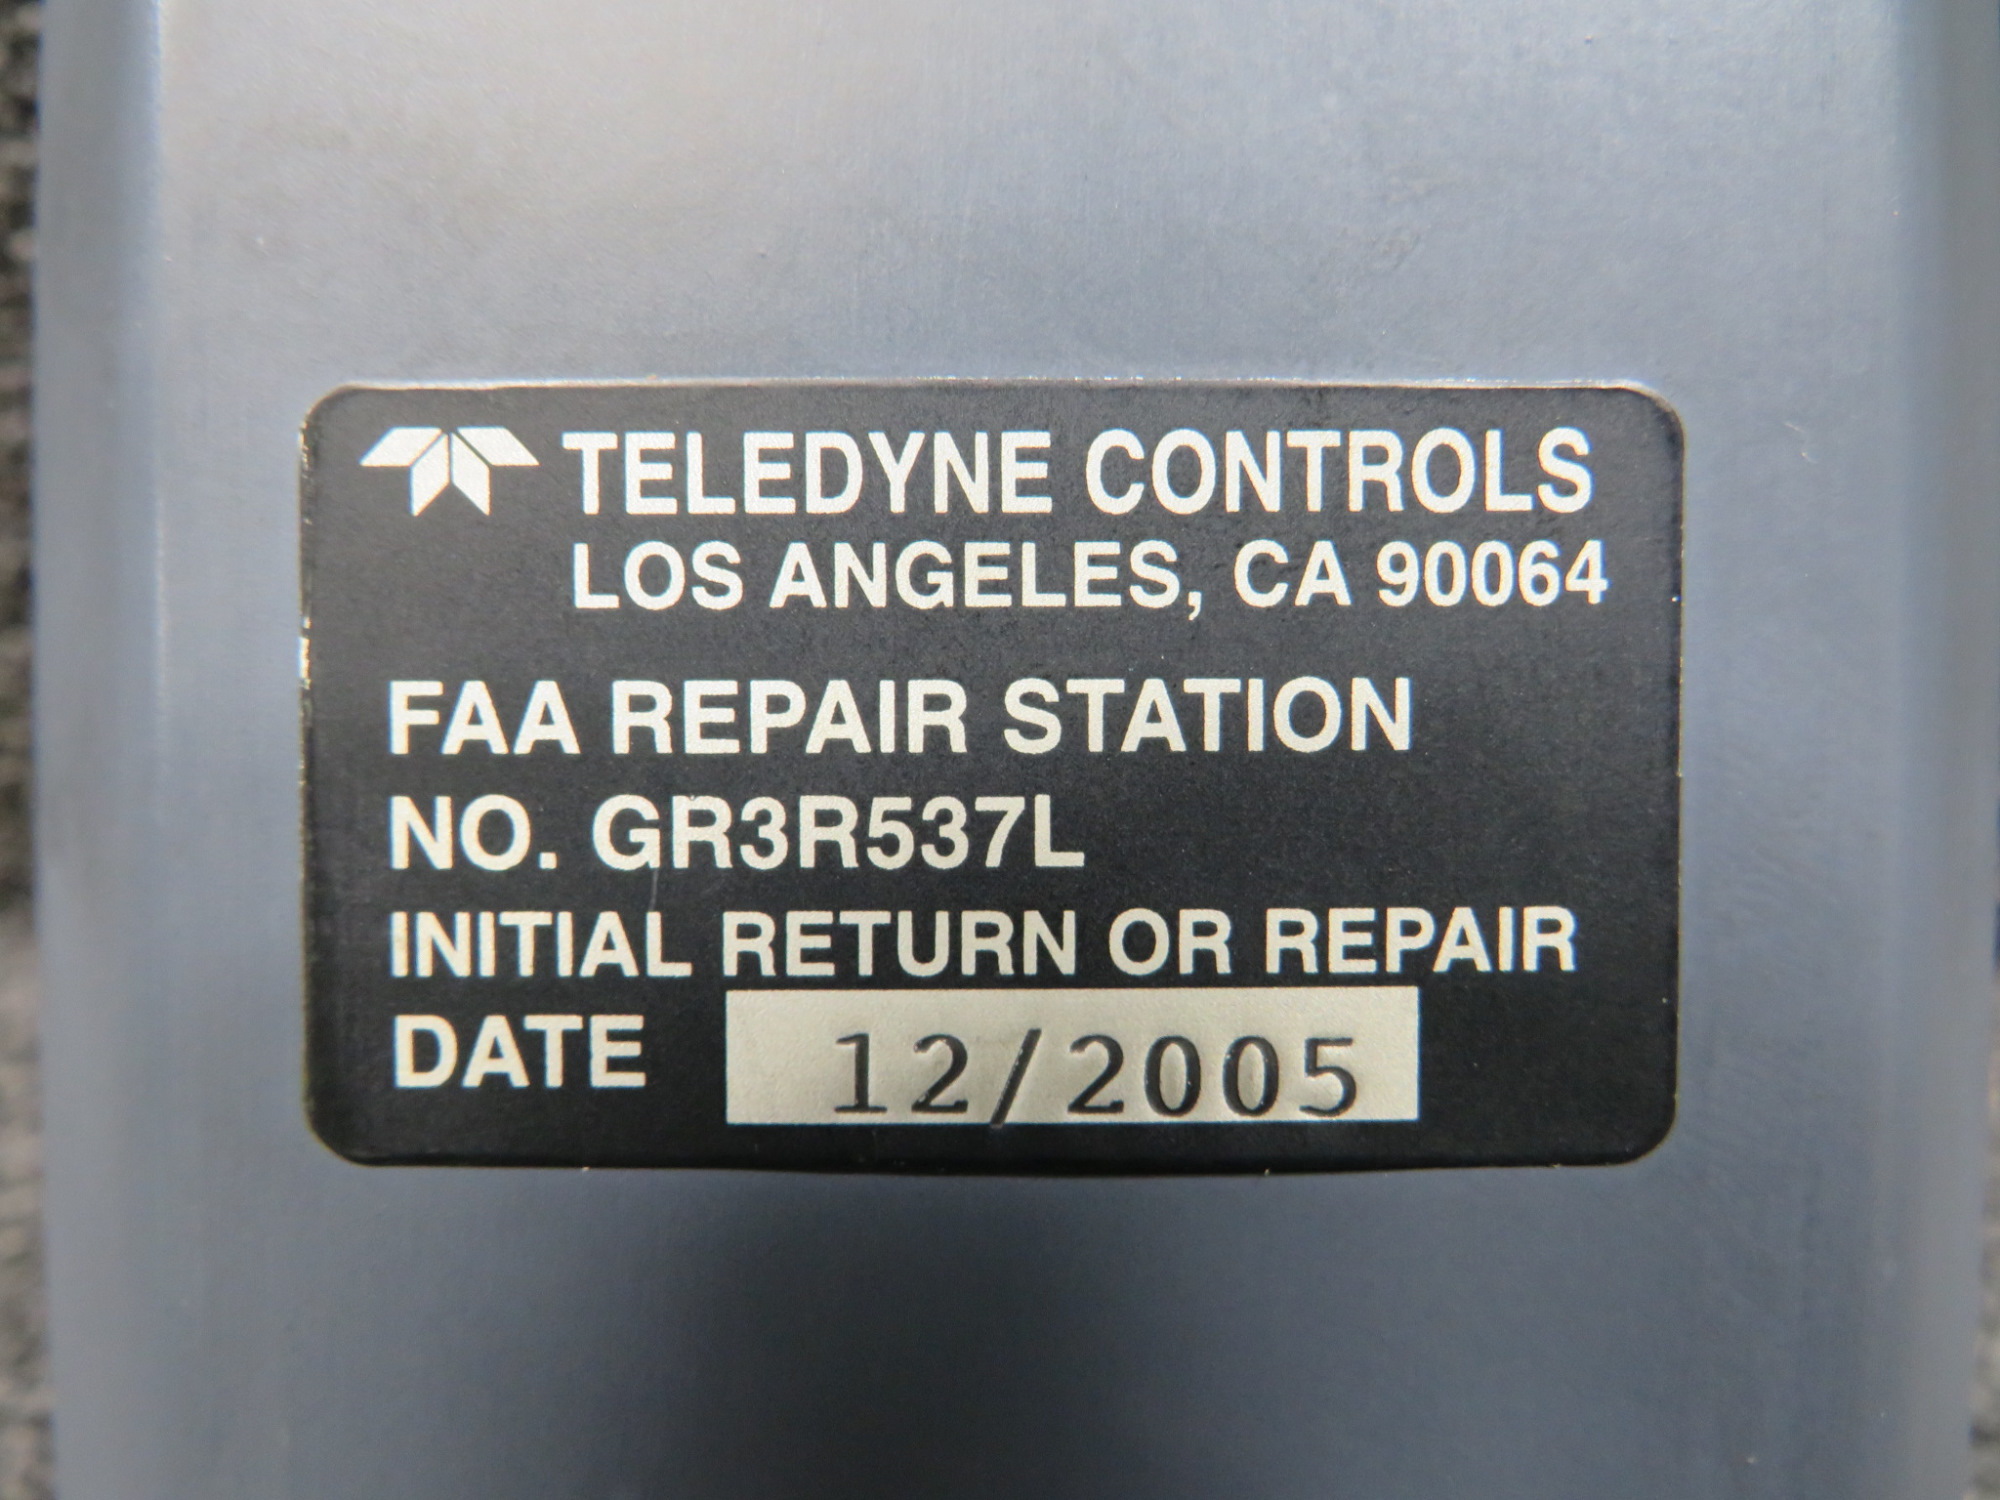 TELEDYNE CONTROLS
LOS ANGELES, CA 90064
FAA REPAIR STATION
NO. GR3R537L
INITIAL RETURN OR REPAIR
DATE 12/2005